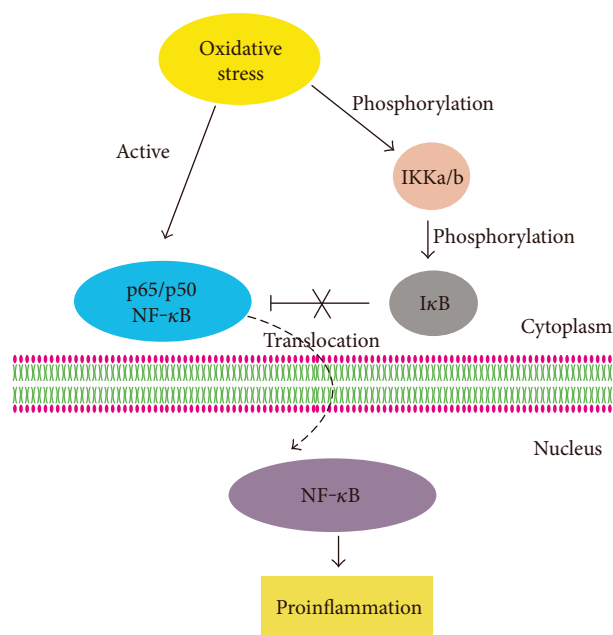 Oxidative
stress
Phosphorylation
Active
IKKa/b
Phosphorylation
p65/p50
NF-κB
IκB
Translocation
Cytoplasm
Nucleus
NF-κB
Proinflammation